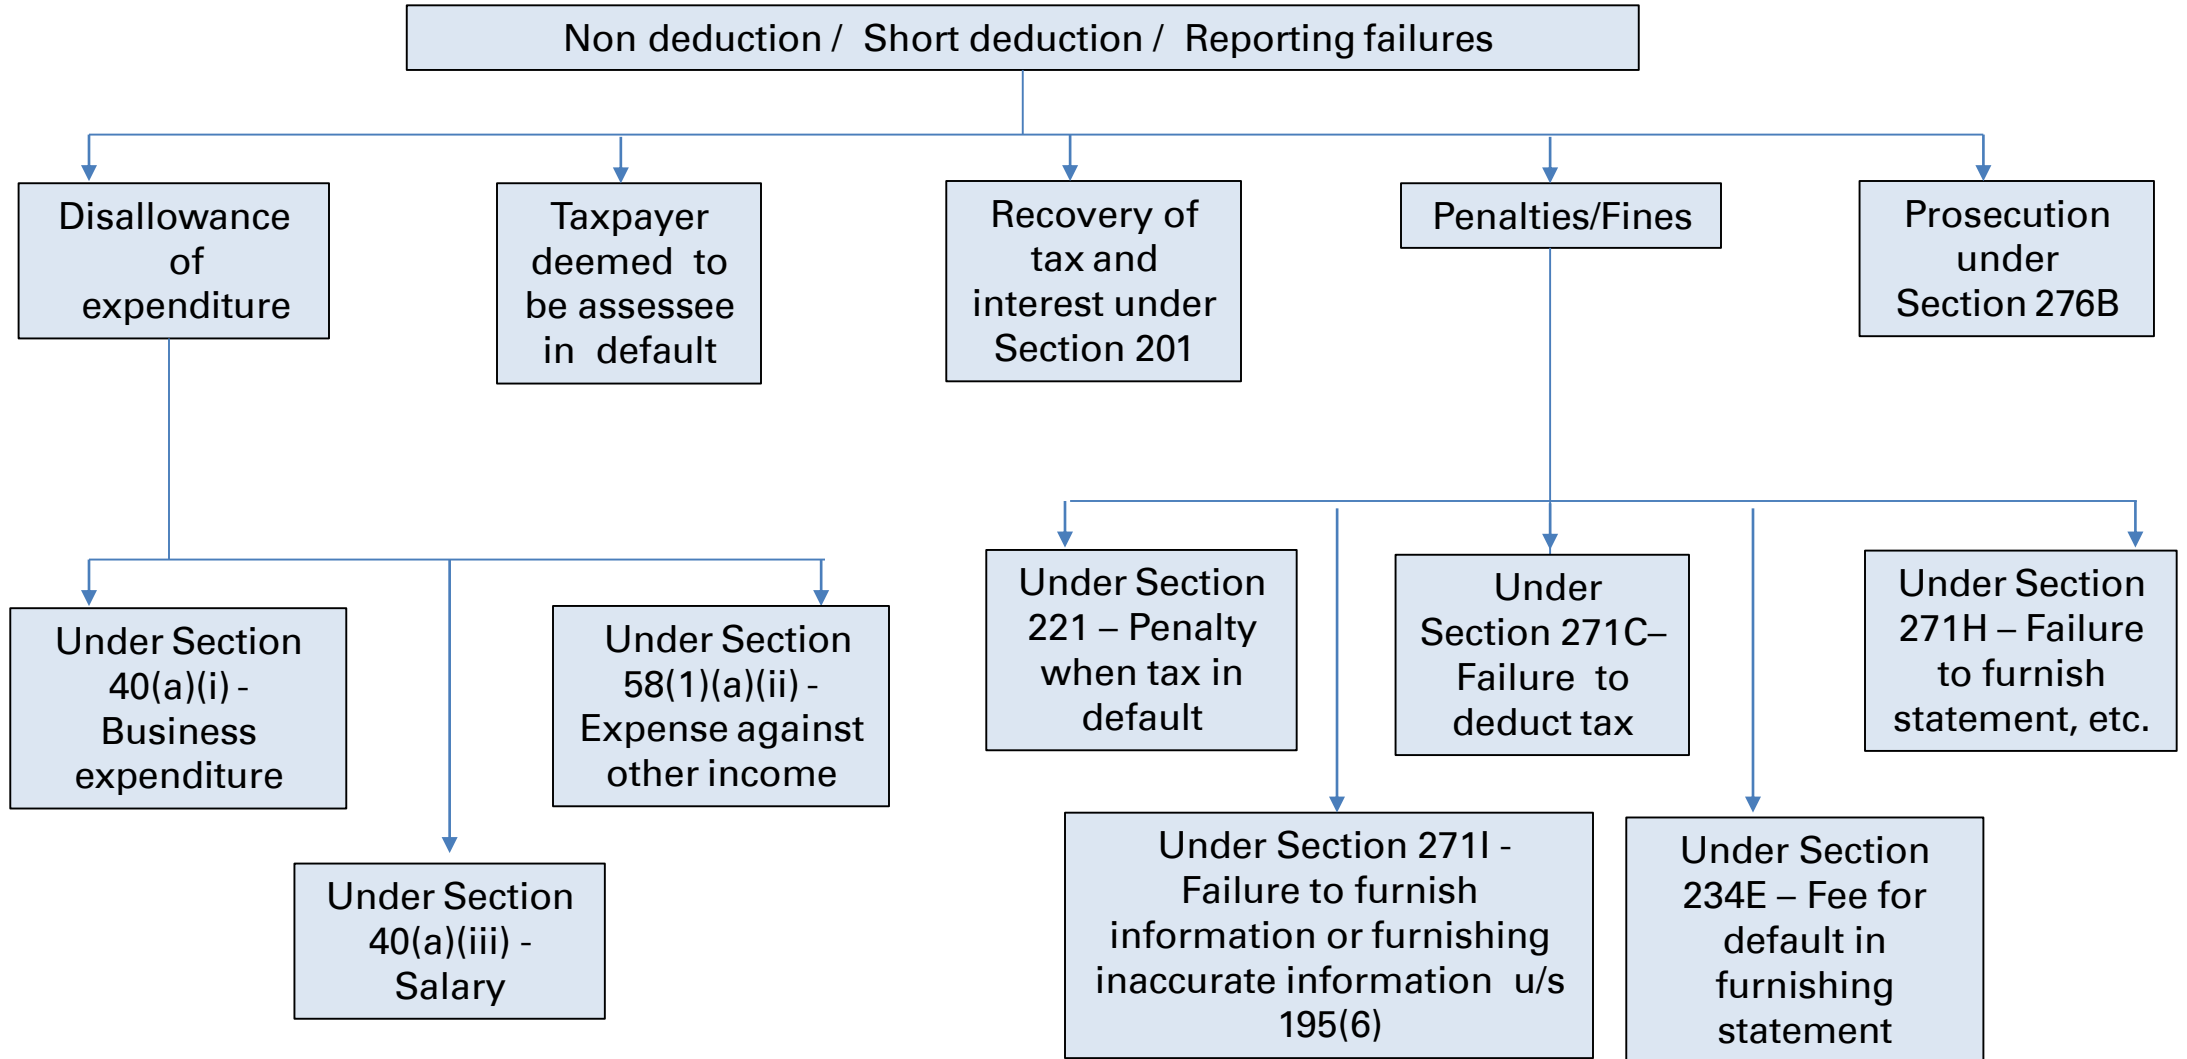 Non deduction / Short deduction / Reporting failures
Disallowance
of
expenditure
Taxpayer
deemed to
be assessee
in default
Recovery of
tax and
interest under
Section 201
Penalties/Fines
Prosecution
under
Section 276B
Under Section
40(a)(i) -
Business
expenditure
Under Section
58(1)(a)(ii) -
Expense against
other income
Under Section
221 – Penalty
when tax in
default
Under
Section 271C–
Failure to
deduct tax
Under Section
271H – Failure
to furnish
statement, etc.
Under Section
40(a)(iii) -
Salary
Under Section 271I -
Failure to furnish
information or furnishing
inaccurate information u/s
195(6)
Under Section
234E – Fee for
default in
furnishing
statement